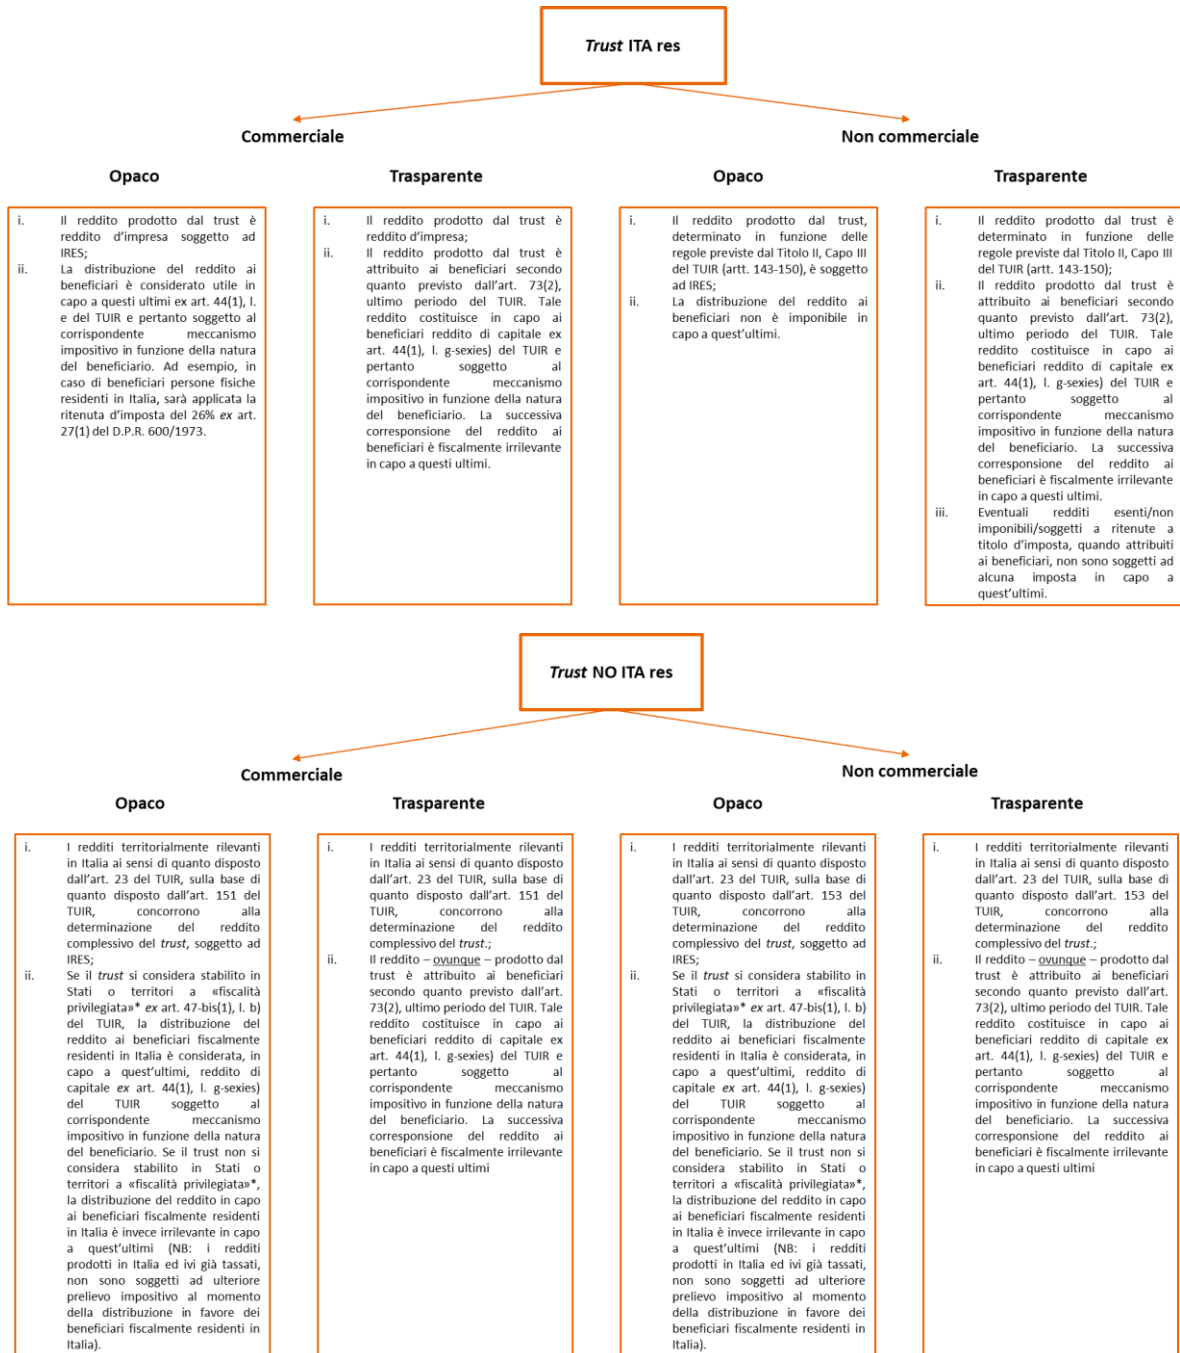 Trust ITA res
Commerciale
Non commerciale
Opaco
Trasparente
Opaco
Trasparente
i. Il reddito prodotto dal trust è
reddito d'impresa soggetto ad
IRES;
ii. La distribuzione del reddito ai
beneficiari è considerato utile in
capo a questi ultimi ex art. 44(1), l.
e del TUIR e pertanto soggetto al
corrispondente meccanismo
impositivo in funzione della natura
del beneficiario. Ad esempio, in
caso di beneficiari persone fisiche
residenti in Italia, sarà applicata la
ritenuta d'imposta del 26% ex art.
27(1) del D.P.R. 600/1973.
i. Il reddito prodotto dal trust è
reddito d'impresa;
ii. Il reddito prodotto dal trust è
attribuito ai beneficiari secondo
quanto previsto dall'art. 73(2),
ultimo periodo del TUIR. Tale
reddito costituisce in capo ai
beneficiari reddito di capitale ex
art. 44(1), l. g-sexies) del TUIR e
pertanto soggetto al
corrispondente meccanismo
impositivo in funzione della natura
del beneficiario. La successiva
corresponsione del reddito ai
beneficiari è fiscalmente irrilevante
in capo a questi ultimi.
i. Il reddito prodotto dal trust,
determinato in funzione delle
regole previste dal Titolo II, Capo III
del TUIR (artt. 143-150), è soggetto
ad IRES;
ii. La distribuzione del reddito ai
beneficiari non è imponibile in
capo a quest'ultimi.
i. Il reddito prodotto dal trust è
determinato in funzione delle
regole previste dal Titolo II, Capo III
del TUIR (artt. 143-150);
ii. Il reddito prodotto dal trust è
attribuito ai beneficiari secondo
quanto previsto dall'art. 73(2),
ultimo periodo del TUIR. Tale
reddito costituisce in capo ai
beneficiari reddito di capitale ex
art. 44(1), l. g-sexies) del TUIR e
pertanto soggetto al
corrispondente meccanismo
impositivo in funzione della natura
del beneficiario. La successiva
corresponsione del reddito ai
beneficiari è fiscalmente irrilevante
in capo a questi ultimi.
iii. Eventuali redditi esenti/non
imponibili/soggetti a ritenute a
titolo d'imposta, quando attribuiti
ai beneficiari, non sono soggetti ad
alcuna imposta in capo a
quest'ultimi.
Trust NO ITA res
Commerciale
Non commerciale
Opaco
Trasparente
Opaco
Trasparente
i. I redditi territorialmente rilevanti
in Italia ai sensi di quanto disposto
dall'art. 23 del TUIR, sulla base di
quanto disposto dall'art. 151 del
TUIR, concorrono alla
determinazione del reddito
complessivo del trust, soggetto ad
IRES;
ii. Se il trust si considera stabilito in
Stati o territori a «fiscalità
privilegiata»* ex art. 47-bis(1), l. b)
del TUIR, la distribuzione del
reddito ai beneficiari fiscalmente
residenti in Italia è considerata, in
capo a quest'ultimi, reddito di
capitale ex art. 44(1), l. g-sexies)
del TUIR soggetto al
corrispondente meccanismo
impositivo in funzione della natura
del beneficiario. Se il trust non si
considera stabilito in Stati o
territori a «fiscalità privilegiata»*,
la distribuzione del reddito in capo
ai beneficiari fiscalmente residenti
in Italia è invece irrilevante in capo
a quest'ultimi (NB: i redditi
prodotti in Italia ed ivi già tassati,
non sono soggetti ad ulteriore
prelievo impositivo al momento
della distribuzione in favore dei
beneficiari fiscalmente residenti in
Italia).
i. I redditi territorialmente rilevanti
in Italia ai sensi di quanto disposto
dall'art. 23 del TUIR, sulla base di
quanto disposto dall'art. 151 del
TUIR, concorrono alla
determinazione del reddito
complessivo del trust.;
ii. Il reddito – ovunque – prodotto dal
trust è attribuito ai beneficiari
secondo quanto previsto dall'art.
73(2), ultimo periodo del TUIR. Tale
reddito costituisce in capo ai
beneficiari reddito di capitale ex
art. 44(1), l. g-sexies) del TUIR e
pertanto soggetto al
corrispondente meccanismo
impositivo in funzione della natura
del beneficiario. La successiva
corresponsione del reddito ai
beneficiari è fiscalmente irrilevante
in capo a questi ultimi
i. I redditi territorialmente rilevanti
in Italia ai sensi di quanto disposto
dall'art. 23 del TUIR, sulla base di
quanto disposto dall'art. 153 del
TUIR, concorrono alla
determinazione del reddito
complessivo del trust, soggetto ad
IRES;
ii. Se il trust si considera stabilito in
Stati o territori a «fiscalità
privilegiata»* ex art. 47-bis(1), l. b)
del TUIR, la distribuzione del
reddito ai beneficiari fiscalmente
residenti in Italia è considerata, in
capo a quest'ultimi, reddito di
capitale ex art. 44(1), l. g-sexies)
del TUIR soggetto al
corrispondente meccanismo
impositivo in funzione della natura
del beneficiario. Se il trust non si
considera stabilito in Stati o
territori a «fiscalità privilegiata»*,
la distribuzione del reddito in capo
ai beneficiari fiscalmente residenti
in Italia è invece irrilevante in capo
a quest'ultimi (NB: i redditi
prodotti in Italia ed ivi già tassati,
non sono soggetti ad ulteriore
prelievo impositivo al momento
della distribuzione in favore dei
beneficiari fiscalmente residenti in
Italia).
i. I redditi territorialmente rilevanti
in Italia ai sensi di quanto disposto
dall'art. 23 del TUIR, sulla base di
quanto disposto dall'art. 153 del
TUIR, concorrono alla
determinazione del reddito
complessivo del trust.;
ii. Il reddito – ovunque – prodotto dal
trust è attribuito ai beneficiari
secondo quanto previsto dall'art.
73(2), ultimo periodo del TUIR. Tale
reddito costituisce in capo ai
beneficiari reddito di capitale ex
art. 44(1), l. g-sexies) del TUIR e
pertanto soggetto al
corrispondente meccanismo
impositivo in funzione della natura
del beneficiario. La successiva
corresponsione del reddito ai
beneficiari è fiscalmente irrilevante
in capo a questi ultimi